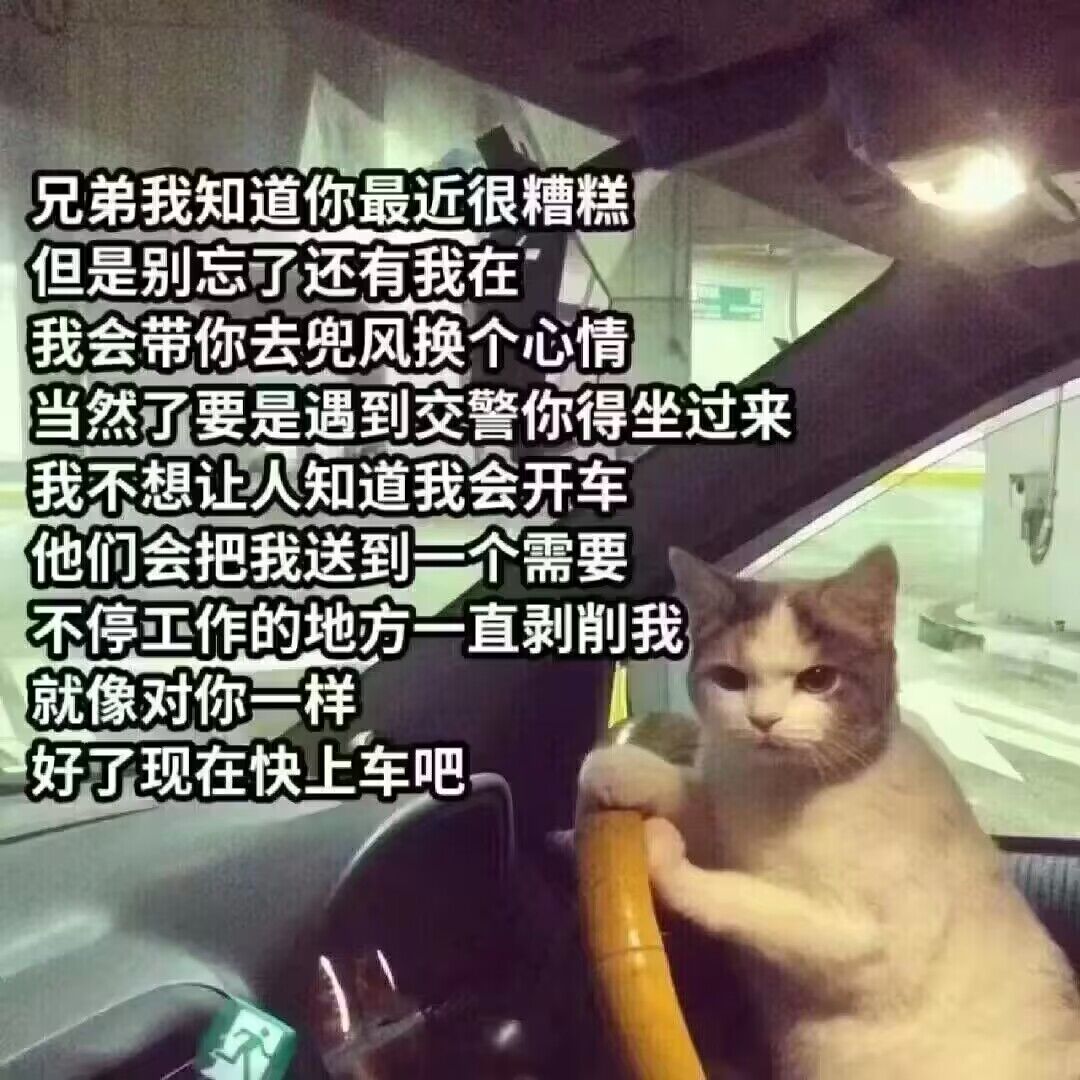 兄弟我知道你最近很糟糕
但是别忘了还有我在
我会带你去兜风换个心情
当然了要是遇到交警你得坐过来
我不想让人知道我会开车
他们会把我送到一个需要
不停工作的地方一直剥削我
就像对你一样
好了现在快上车吧